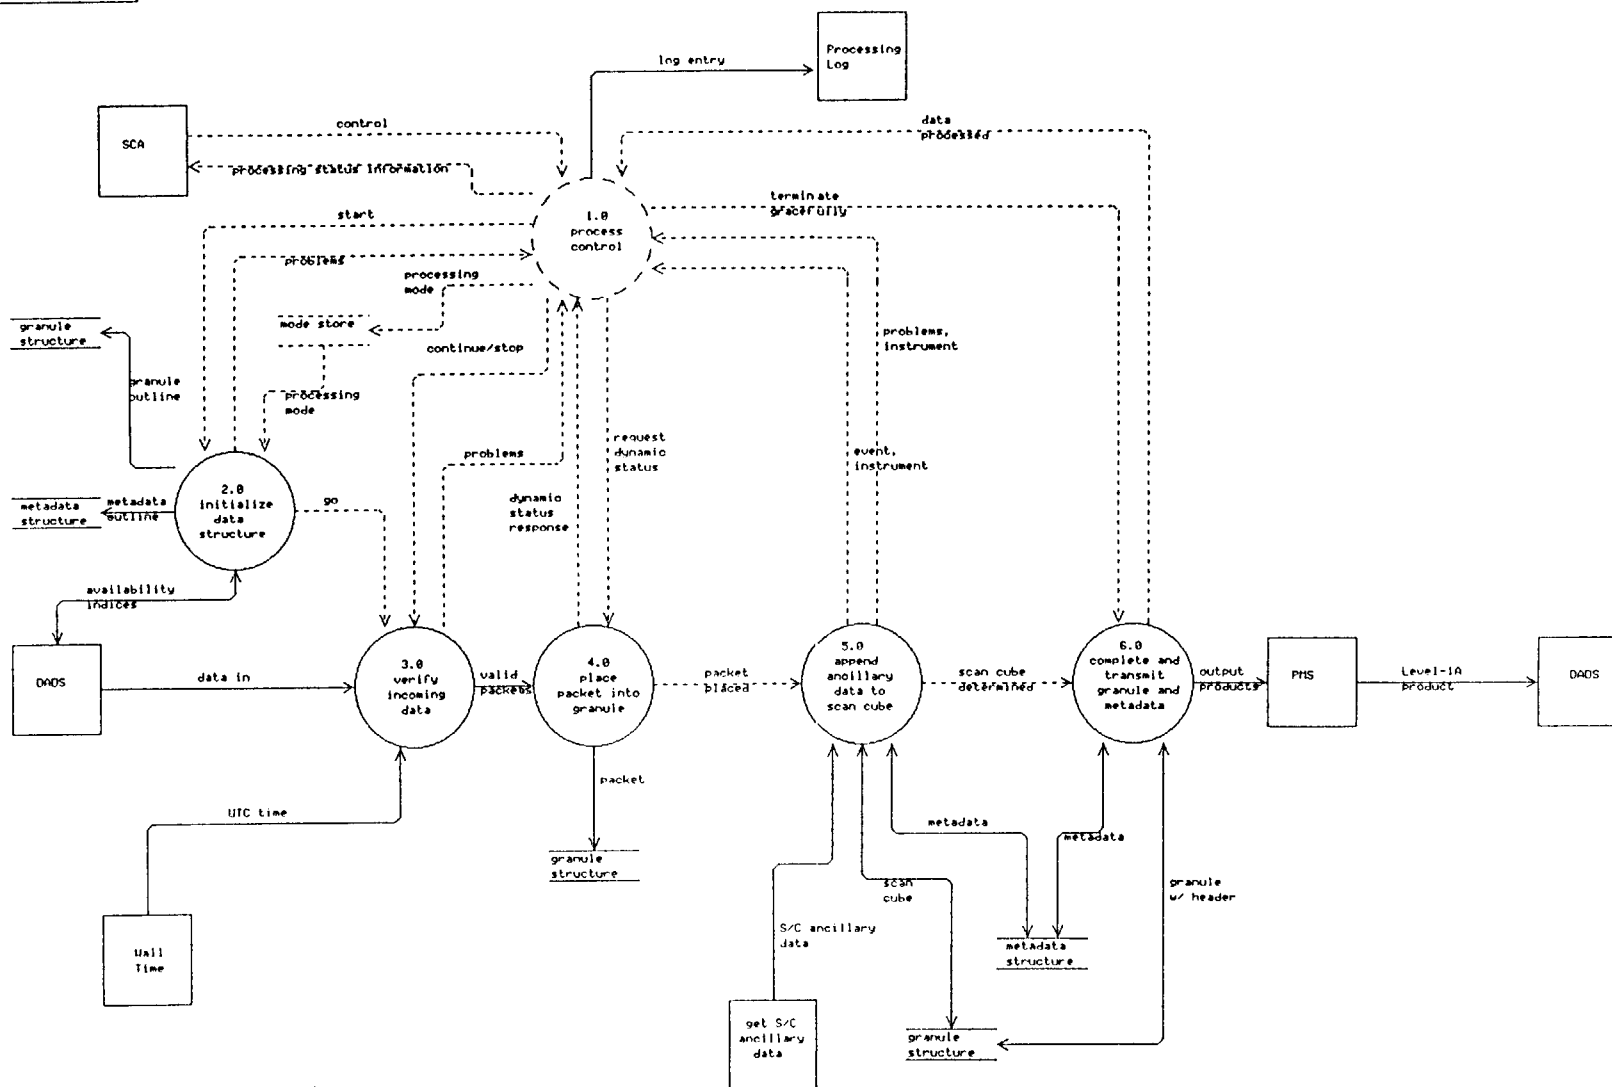 Processing
Log
log entry
SCA
control
data
processed
processing status information
terminate
gracefully
start
1.0
process
control
problems
processing
mode
granule
structure
mode store
continue/stop
problems,
instrument
granule
outline
processing
mode
request
dynamic
status
problems
event,
instrument
2.0
initialize
data
structure
metadata
structure
metadata
outline
go
dynamic
status
response
availability
indices
DADS
data in
3.0
verify
incoming
data
valid
packets
4.0
place
packet into
granule
packet
placed
5.0
append
ancillary
data to
scan cube
scan cube
determined
6.0
complete and
transmit
granule and
metadata
output
products
PMS
Level-1A
product
DADS
packet
UTC time
granule
structure
metadata
metadata
scan
cube
granule
w/ header
S/C ancillary
data
metadata
structure
Wall
Time
get S/C
ancillary
data
granule
structure